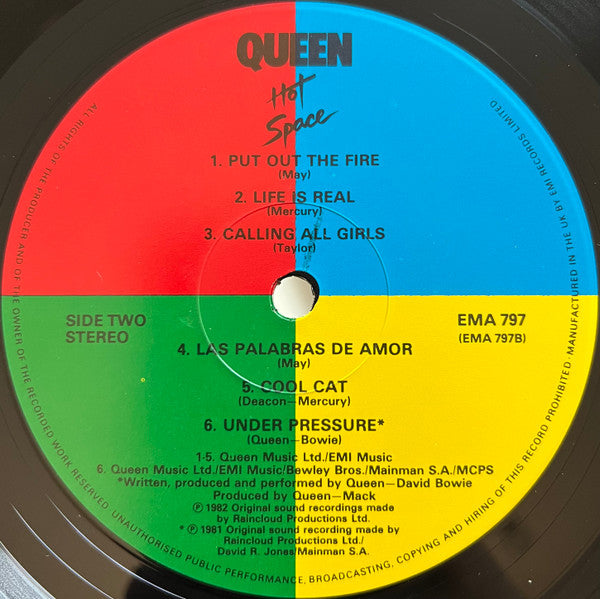 QUEEN
Hot
Space
1. PUT OUT THE FIRE
(May)
2. LIFE iS REAL
(Mercury)
3. CALLING ALL GIRLS
(Taylor)
SIDE TWO
STEREO
EMA 797
(EMA 797B)
4. LAS PALABRAS DE AMOR
(May)
5. COOL CAT
(Deacon–Mercury)
6. UNDER PRESSURE*
(Queen–Bowie)
1-5. Queen Music Ltd./EMI Music
6. Queen Music Ltd./EMI Music/Bewley Bros./Mainman S.A./MCPS
*Written, produced and performed by Queen–David Bowie
Produced by Queen–Mack
℗ 1982 Original sound recordings made
by Raincloud Productions Ltd.
*℗ 1981 Original sound recording made by
Raincloud Productions Ltd./
David R. Jones/Mainman S.A.
ALL RIGHTS OF THE PRODUCER AND OF THE OWNER OF THE RECORDED WORK RESERVED. UNAUTHORISED PUBLIC PERFORMANCE, BROADCASTING, COPYING AND HIRING OF THIS RECORD PROHIBITED. MANUFACTURED IN THE UK BY EMI RECORDS LIMITED